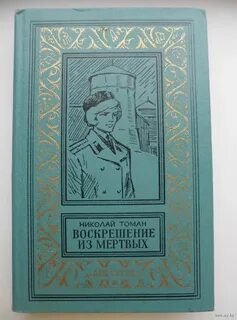 НИКОЛАЙ ТОМАН
ВОСКРЕШЕНИЕ
ИЗ МЕРТВЫХ